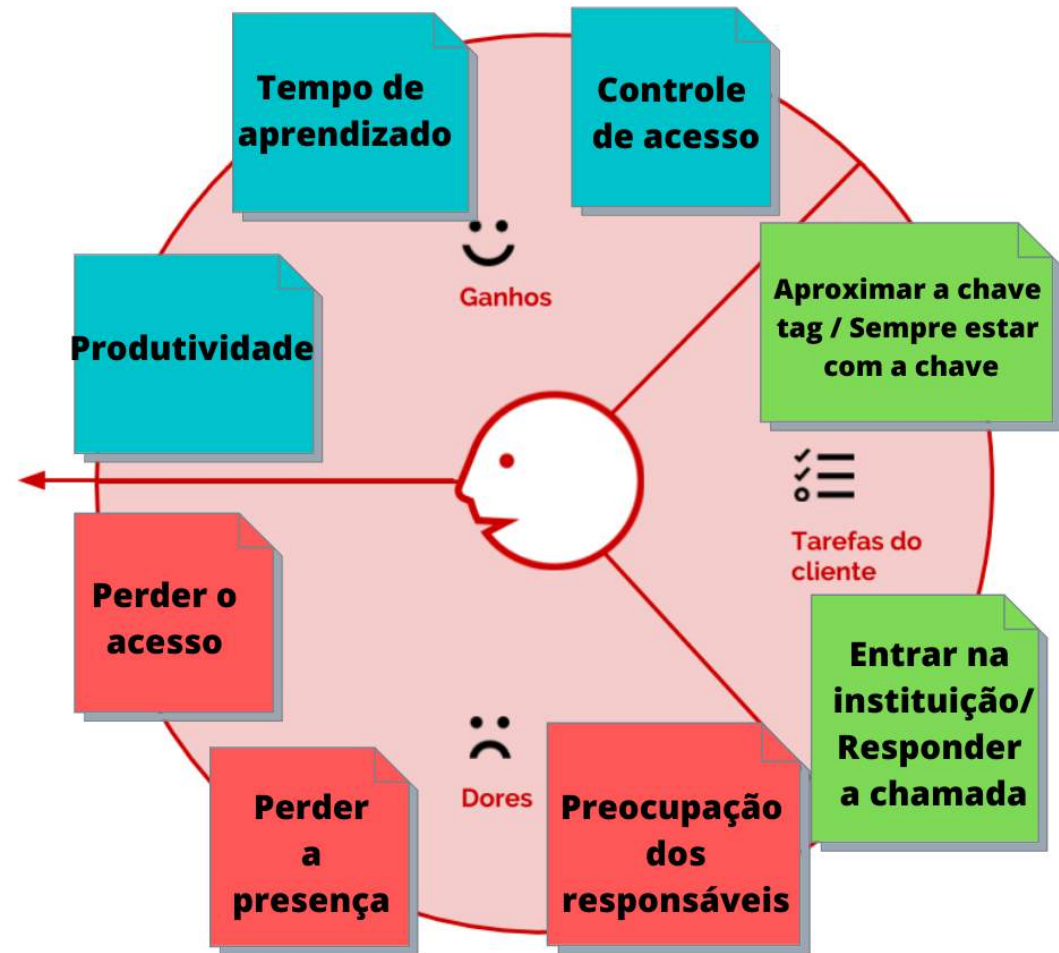 Tempo de
aprendizado
Controle
de acesso
Ganhos
Produtividade
Aproximar a chave
tag / Sempre estar
com a chave
Tarefas do
cliente
Perder o
acesso
Entrar na
instituição/
Responder
a chamada
Dores
Perder
a
presença
Preocupação
dos
responsáveis